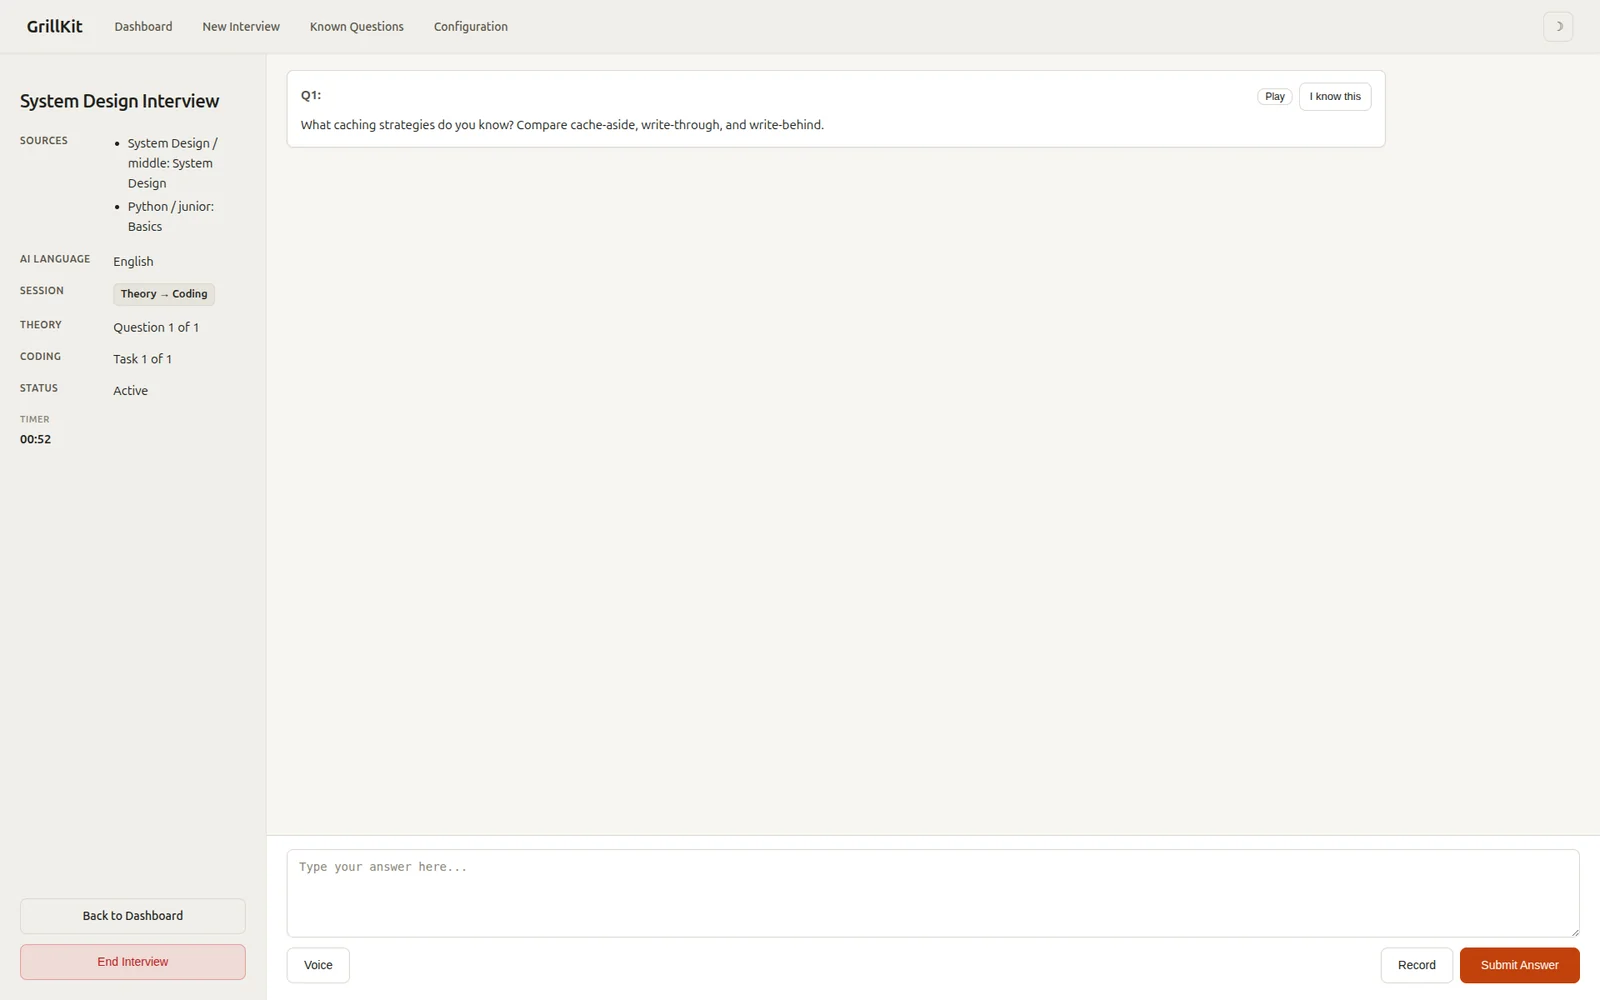 GrillKit
Dashboard
New Interview
Known Questions
Configuration
System Design Interview
SOURCES
System Design /
middle: System
Design
Python / junior:
Basics
AI LANGUAGE
English
SESSION
Theory → Coding
THEORY
Question 1 of 1
CODING
Task 1 of 1
STATUS
Active
TIMER
00:52
Back to Dashboard
End Interview
Q1:
Play
I know this
What caching strategies do you know? Compare cache-aside, write-through, and write-behind.
Type your answer here...
Voice
Record
Submit Answer